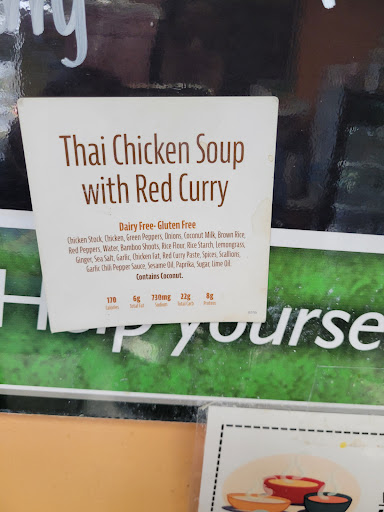 Thai Chicken Soup
with Red Curry
Dairy Free- Gluten Free
Chicken Stock, Chicken, Green Peppers, Onions, Coconut Milk, Brown Rice,
Red Peppers, Water, Bamboo Shouts, Rice Flour, Rice Starch, Lemongrass,
Ginger, Sea Salt, Garlic, Chicken Fat, Red Curry Paste, Spices, Scallions,
Garlic Chili Pepper Sauce, Sesame Oil, Paprika, Sugar, Lime Oil.
Contains Coconut.
170 6g 730mg 22g 8g
Calories Total Fat Sodium Total Carb Protein
Help yourse